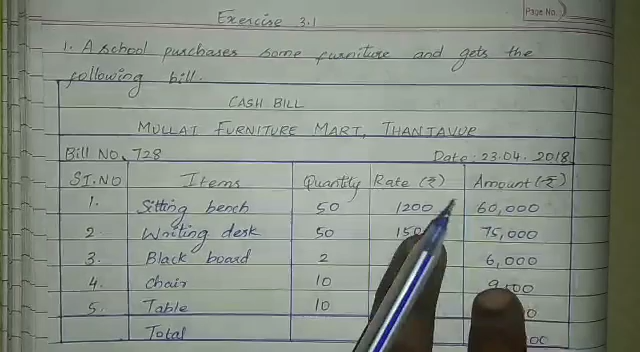 Page No.
Exercise 3.1
1. A school purchases some furniture and gets the
following bill.
CASH BILL
MULLAI FURNITURE MART, THANJAVUR
Bill No. 728 Date: 23.04.2018
SI.NO Items Quantity Rate (₹) Amount (₹)
1. Sitting bench 50 1200 60,000
2. Writing desk 50 75,000
3. Black board 2 6,000
4. chair 10
5. Table 10
Total